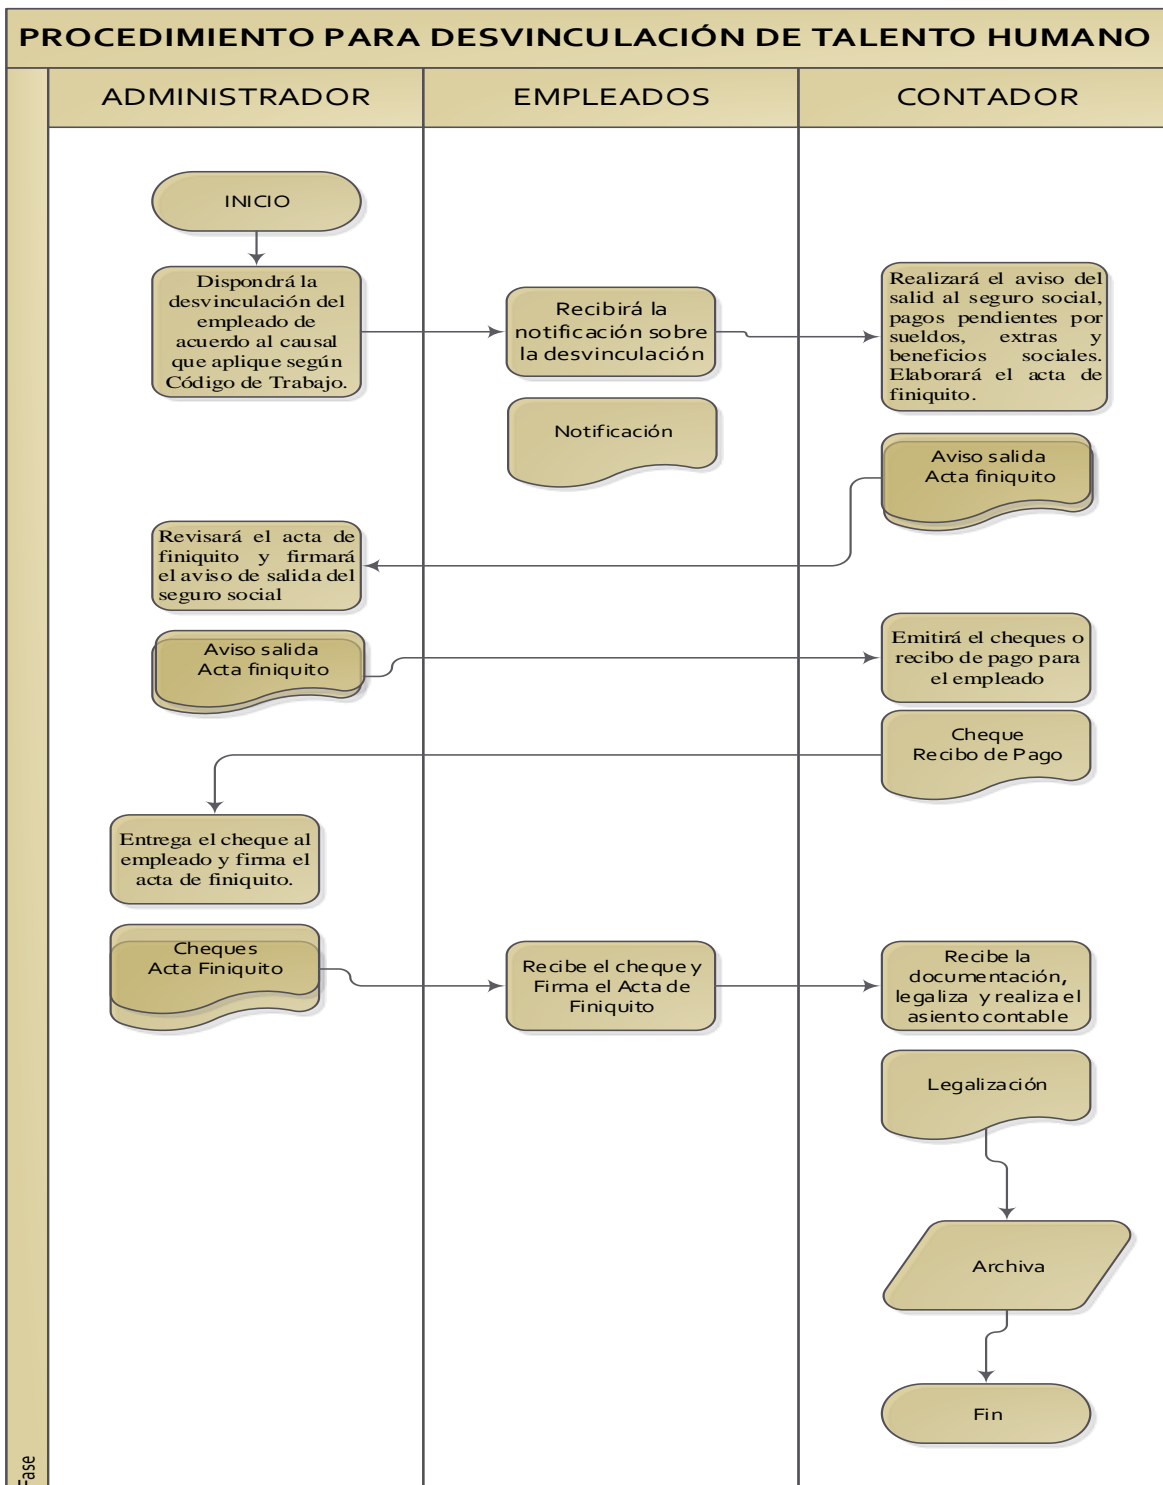 PROCEDIMIENTO PARA DESVINCULACIÓN DE TALENTO HUMANO
ADMINISTRADOR
EMPLEADOS
CONTADOR
INICIO
Dispondrá la
desvinculación del
empleado de
acuerdo al causal
que aplique según
Código de Trabajo.
Recibirá la
notificación sobre
la desvinculación
Realizará el aviso del
salid al seguro social,
pagos pendientes por
sueldos, extras y
beneficios sociales.
Elaborará el acta de
finiquito.
Notificación
Aviso salida
Acta finiquito
Revisará el acta de
finiquito y firmará
el aviso de salida del
seguro social
Aviso salida
Acta finiquito
Emitirá el cheques o
recibo de pago para
el empleado
Cheque
Recibo de Pago
Entrega el cheque al
empleado y firma el
acta de finiquito.
Cheques
Acta Finiquito
Recibe el cheque y
Firma el Acta de
Finiquito
Recibe la
documentación,
legaliza y realiza el
asiento contable
Legalización
Archiva
Fin
Fase